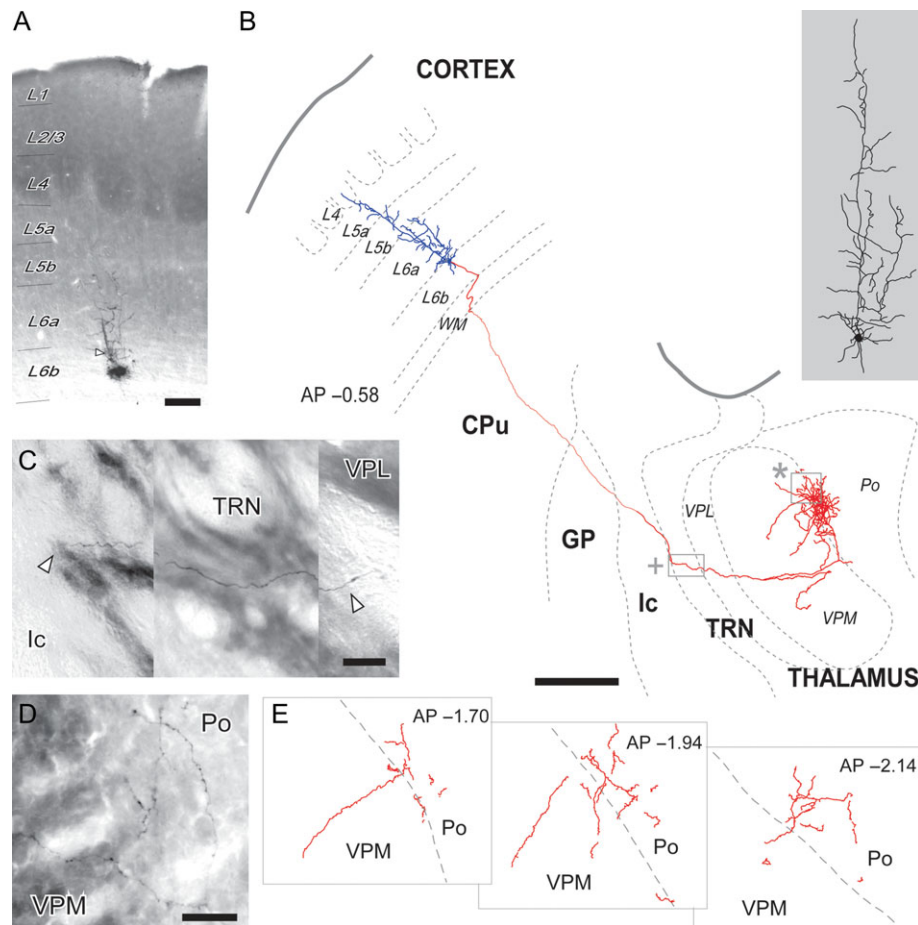 A
L1
L2/3
L4
L5a
L5b
L6a
L6b
B
CORTEX
L4
L5a
L5b
L6a
L6b
WM
AP –0.58
CPu
GP
Ic
+
TRN
VPL
*
Po
VPM
THALAMUS
C
Ic
TRN
VPL
D
Po
VPM
E
AP –1.70
VPM
Po
AP –1.94
VPM
Po
AP –2.14
VPM
Po